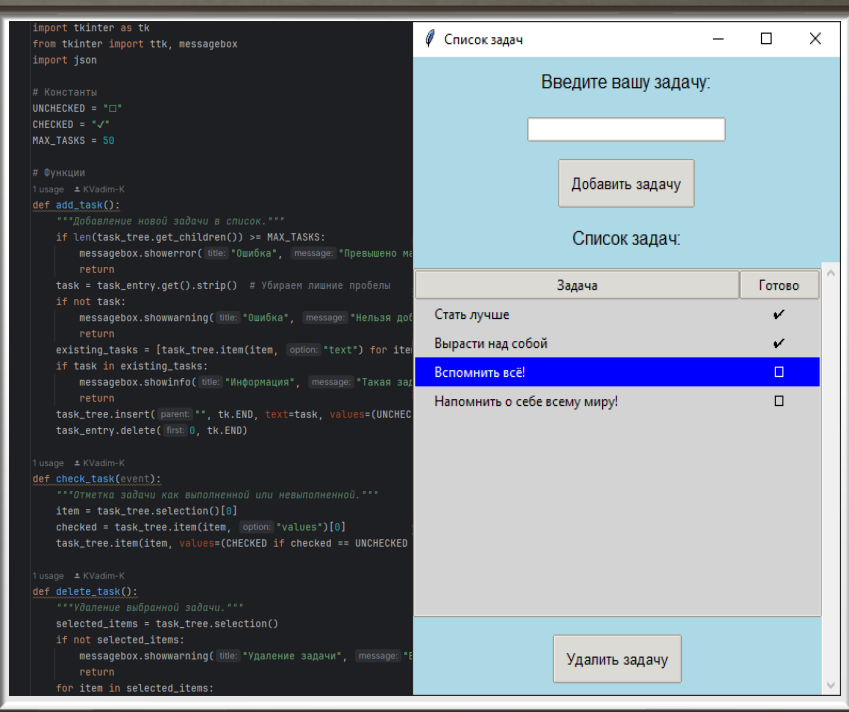 import tkinter as tk
from tkinter import ttk, messagebox
import json
# Константы
UNCHECKED = "□"
CHECKED = "✓"
MAX_TASKS = 50
# Функции
1 usage KVadim-K
def add_task():
"""Добавление новой задачи в список."""
if len(task_tree.get_children()) >= MAX_TASKS:
messagebox.showerror( title: "Ошибка", message: "Превышено ма
return
task = task_entry.get().strip() # Убираем лишние пробелы
if not task:
messagebox.showwarning( title: "Ошибка", message: "Нельзя доб
return
existing_tasks = [task_tree.item(item, option: "text") for ite
if task in existing_tasks:
messagebox.showinfo( title: "Информация", message: "Такая зад
return
task_tree.insert( parent: "", tk.END, text=task, values=(UNCHEC
task_entry.delete( first: 0, tk.END)
1 usage KVadim-K
def check_task(event):
"""Отметка задачи как выполненной или невыполненной."""
item = task_tree.selection()[0]
checked = task_tree.item(item, option: "values")[0]
task_tree.item(item, values=(CHECKED if checked == UNCHECKED
1 usage KVadim-K
def delete_task():
"""Удаление выбранной задачи."""
selected_items = task_tree.selection()
if not selected_items:
messagebox.showwarning( title: "Удаление задачи", message: "В
return
for item in selected_items:
Список задач
Введите вашу задачу:
Добавить задачу
Список задач:
Задача Готово
Стать лучше ✔
Вырасти над собой ✔
Вспомнить всё! □
Напомнить о себе всему миру! □
Удалить задачу